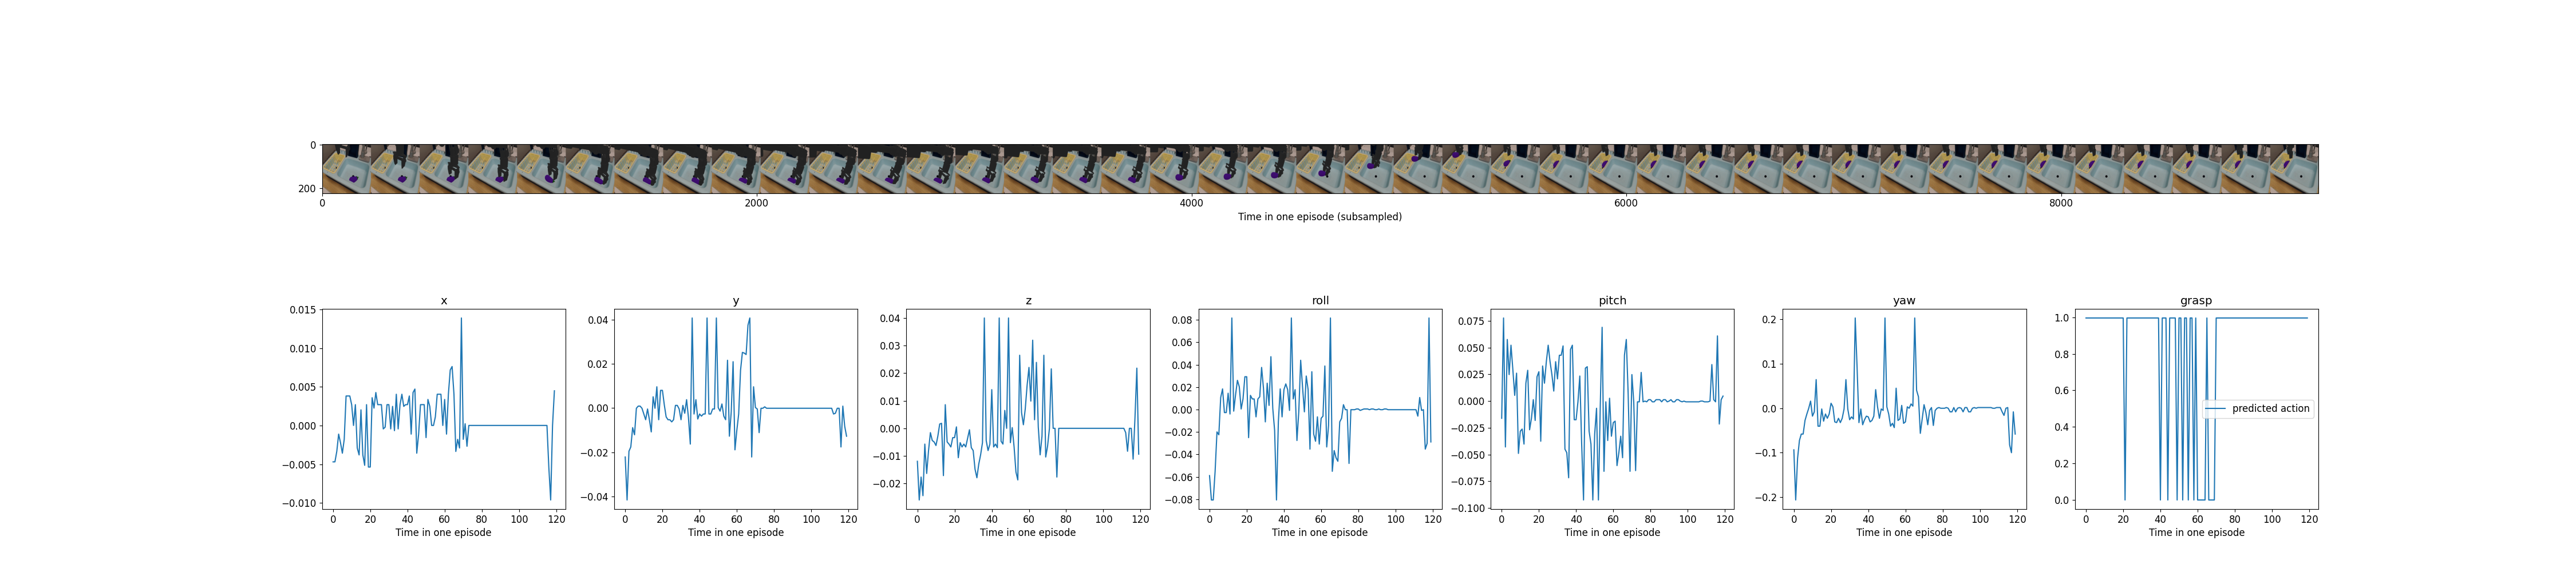 0
200
0 2000 4000 6000 8000
Time in one episode (subsampled)
x y z roll pitch yaw grasp
0.015
0.010
0.005
0.000
−0.005
−0.010
0 20 40 60 80 100 120
Time in one episode
0.04
0.02
0.00
−0.02
−0.04
0 20 40 60 80 100 120
Time in one episode
0.04
0.03
0.02
0.01
0.00
−0.01
−0.02
0 20 40 60 80 100 120
Time in one episode
0.08
0.06
0.04
0.02
0.00
−0.02
−0.04
−0.06
−0.08
0 20 40 60 80 100 120
Time in one episode
0.075
0.050
0.025
0.000
−0.025
−0.050
−0.075
−0.100
0 20 40 60 80 100 120
Time in one episode
0.2
0.1
0.0
−0.1
−0.2
0 20 40 60 80 100 120
Time in one episode
1.0
0.8
0.6
0.4
0.2
0.0
predicted action
0 20 40 60 80 100 120
Time in one episode